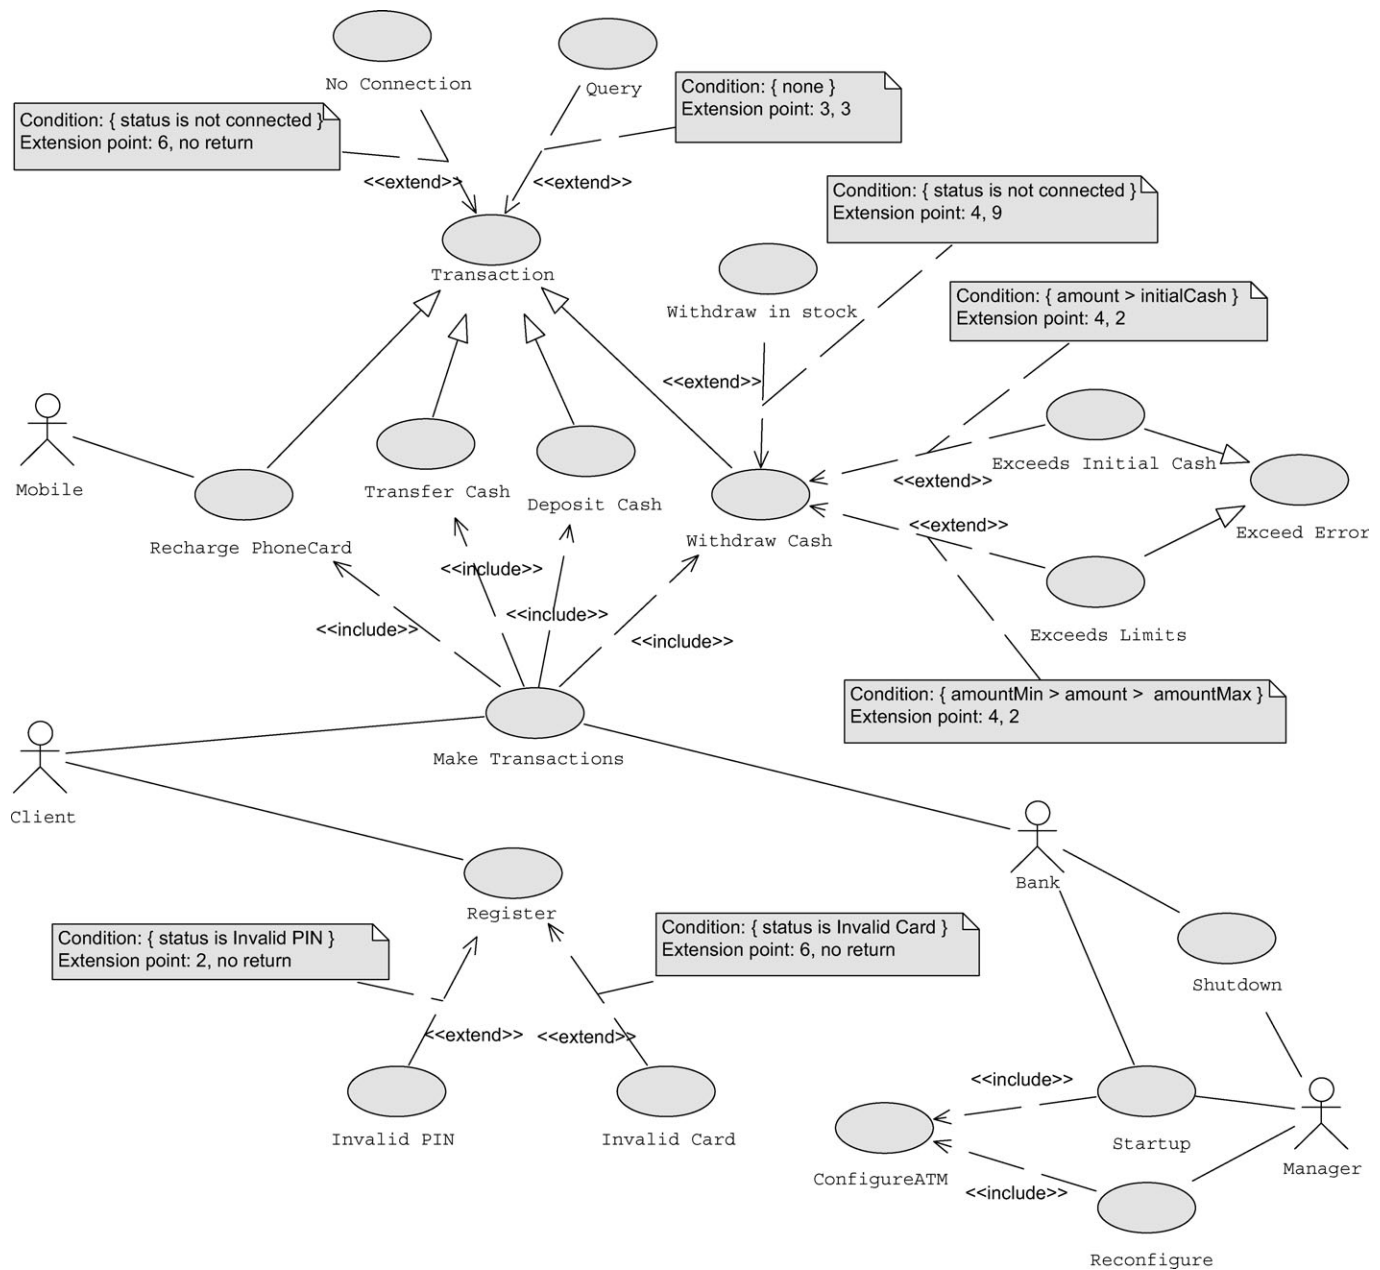 No Connection
Query
Condition: { none }
Extension point: 3, 3
Condition: { status is not connected }
Extension point: 6, no return
<<extend>>
<<extend>>
Condition: { status is not connected }
Extension point: 4, 9
Transaction
Withdraw in stock
Condition: { amount > initialCash }
Extension point: 4, 2
<<extend>>
Mobile
Transfer Cash
Deposit Cash
Exceeds Initial Cash
<<extend>>
<<extend>>
Exceed Error
Recharge PhoneCard
Withdraw Cash
<<include>>
<<include>>
<<include>>
<<include>>
Exceeds Limits
Condition: { amountMin > amount >  amountMax }
Extension point: 4, 2
Make Transactions
Client
Bank
Register
Condition: { status is Invalid PIN }
Extension point: 2, no return
Condition: { status is Invalid Card }
Extension point: 6, no return
Shutdown
<<extend>>
<<extend>>
<<include>>
Invalid PIN
Invalid Card
Startup
Manager
ConfigureATM
<<include>>
Reconfigure